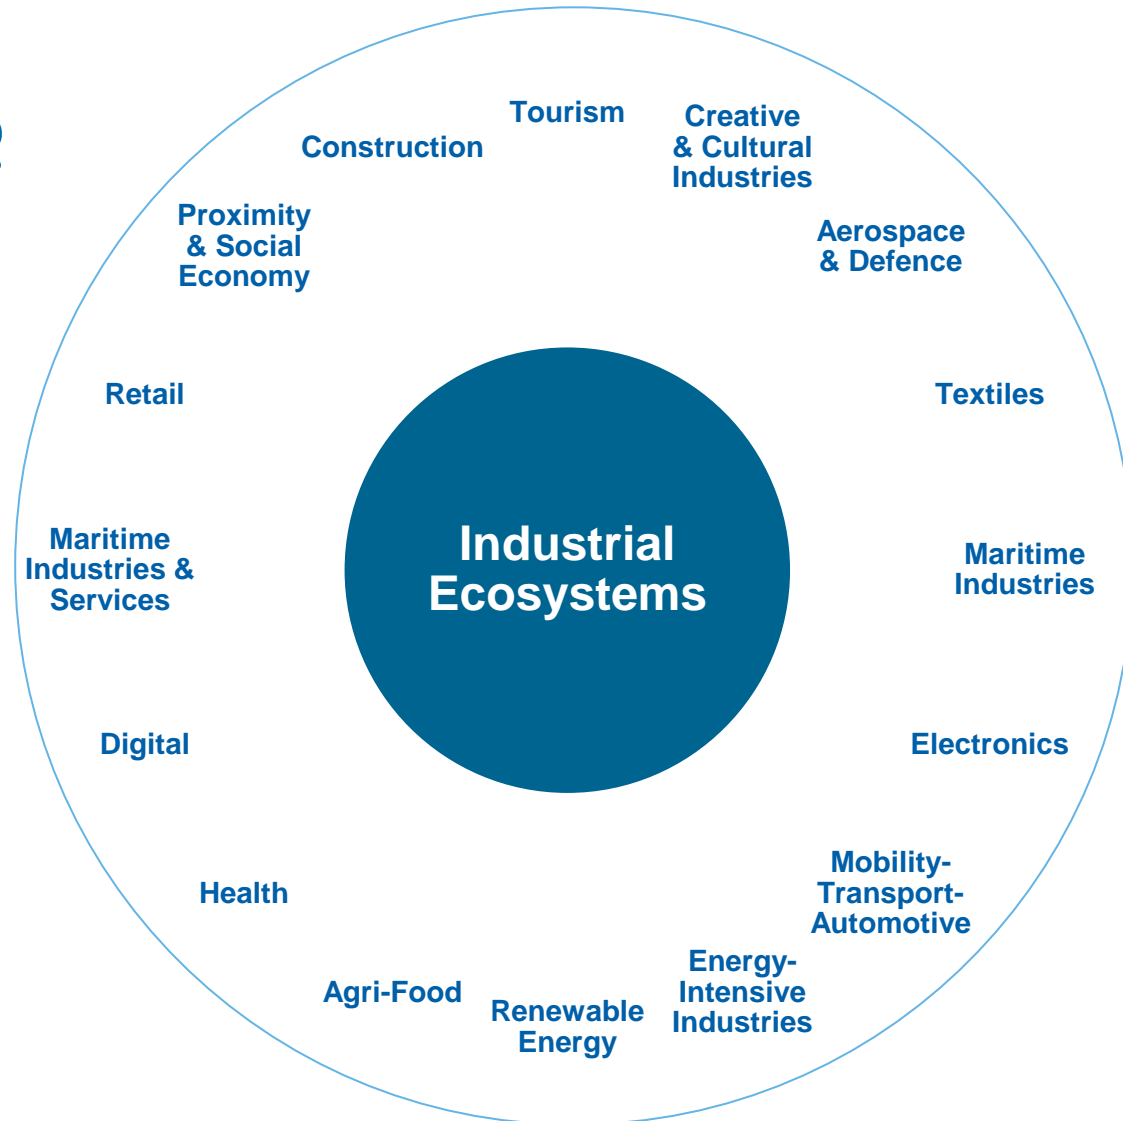 Tourism
Creative
& Cultural
Industries
Construction
Proximity
& Social
Economy
Aerospace
& Defence
Retail
Textiles
Industrial
Ecosystems
Maritime
Industries &
Services
Maritime
Industries
Digital
Electronics
Health
Mobility-
Transport-
Automotive
Agri-Food
Renewable
Energy
Energy-
Intensive
Industries